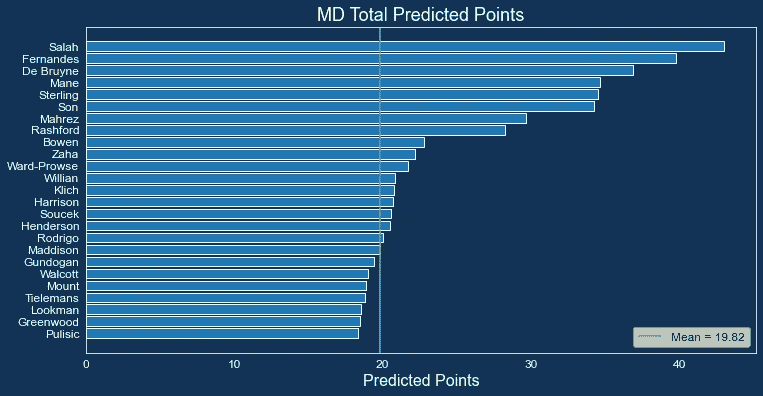 MD Total Predicted Points
Salah
Fernandes
De Bruyne
Mane
Sterling
Son
Mahrez
Rashford
Bowen
Zaha
Ward-Prowse
Willian
Klich
Harrison
Soucek
Henderson
Rodrigo
Maddison
Gundogan
Walcott
Mount
Tielemans
Lookman
Greenwood
Pulisic
Mean = 19.82
0 10 20 30 40
Predicted Points